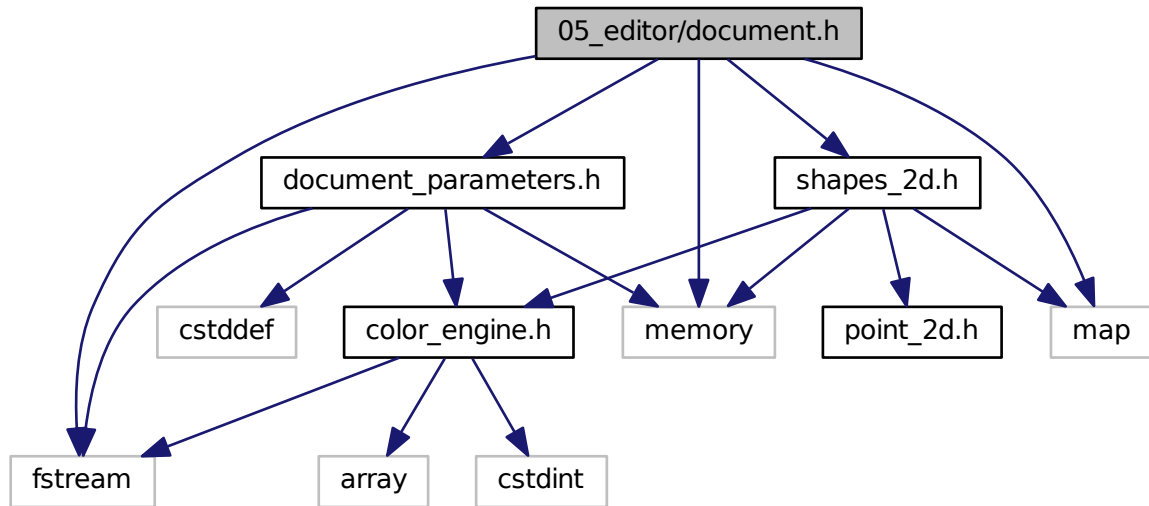 05_editor/document.h
document_parameters.h
shapes_2d.h
cstddef
color_engine.h
memory
point_2d.h
map
fstream
array
cstdint